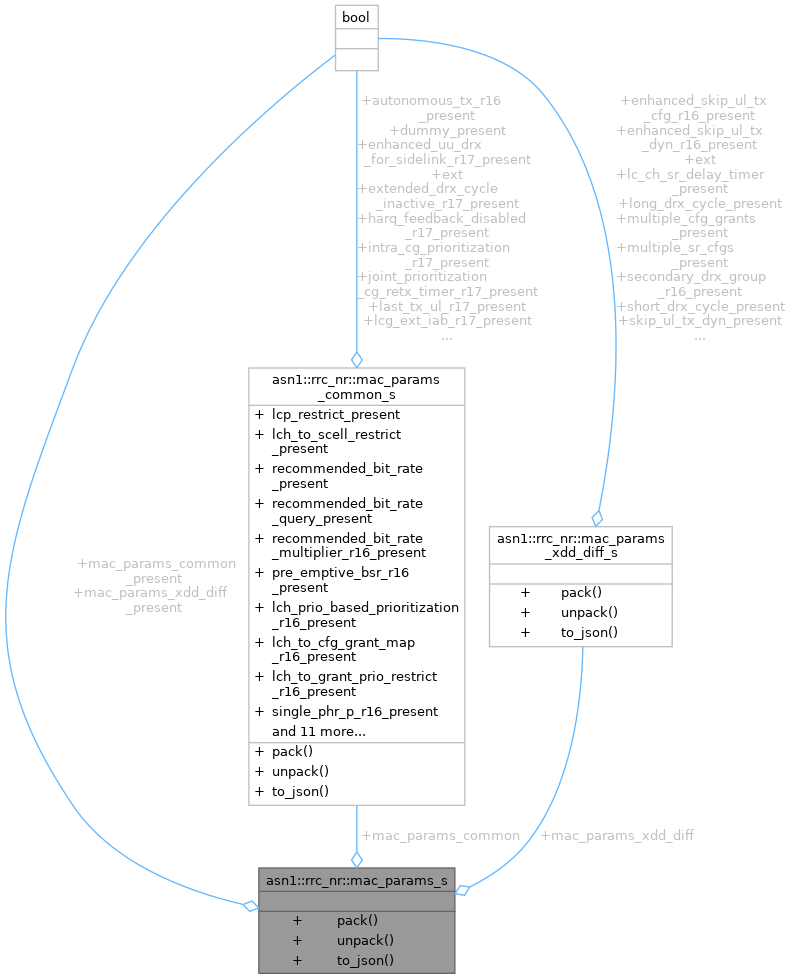 bool
+autonomous_tx_r16
_present
+dummy_present
+enhanced_uu_drx
_for_sidelink_r17_present
+ext
+extended_drx_cycle
_inactive_r17_present
+harq_feedback_disabled
_r17_present
+intra_cg_prioritization
_r17_present
+joint_prioritization
_cg_retx_timer_r17_present
+last_tx_ul_r17_present
+lcg_ext_iab_r17_present
...
+enhanced_skip_ul_tx
_cfg_r16_present
+enhanced_skip_ul_tx
_dyn_r16_present
+ext
+lc_ch_sr_delay_timer
_present
+long_drx_cycle_present
+multiple_cfg_grants
_present
+multiple_sr_cfgs
_present
+secondary_drx_group
_r16_present
+short_drx_cycle_present
+skip_ul_tx_dyn_present
...
asn1::rrc_nr::mac_params
_common_s
+ lcp_restrict_present
+ lch_to_scell_restrict
_present
+ recommended_bit_rate
_present
+ recommended_bit_rate
_query_present
+ recommended_bit_rate
_multiplier_r16_present
+ pre_emptive_bsr_r16
_present
+ lch_prio_based_prioritization
_r16_present
+ lch_to_cfg_grant_map
_r16_present
+ lch_to_grant_prio_restrict
_r16_present
+ single_phr_p_r16_present
and 11 more...
+ pack()
+ unpack()
+ to_json()
asn1::rrc_nr::mac_params
_xdd_diff_s
+ pack()
+ unpack()
+ to_json()
+mac_params_common
_present
+mac_params_xdd_diff
_present
+mac_params_common
+mac_params_xdd_diff
asn1::rrc_nr::mac_params_s
+ pack()
+ unpack()
+ to_json()